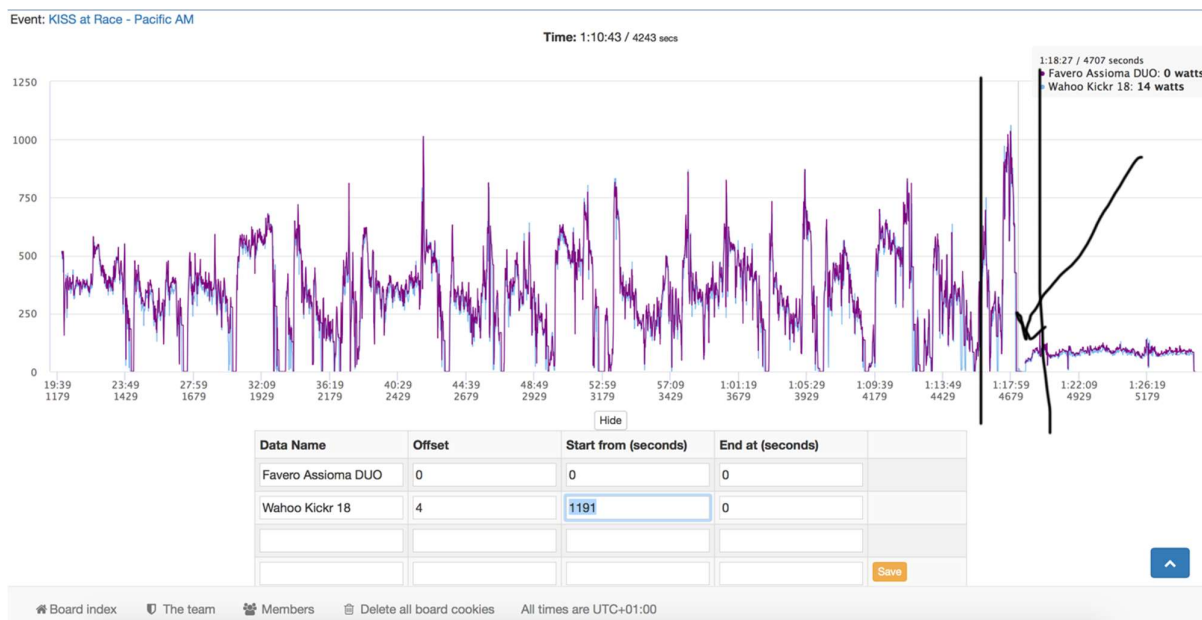 Event: KISS at Race - Pacific AM
Time: 1:10:43 / 4243 secs
1:18:27 / 4707 seconds
Favero Assioma DUO: 0 watts
Wahoo Kickr 18: 14 watts
1250
1000
750
500
250
0
19:39 23:49 27:59 32:09 36:19 40:29 44:39 48:49 52:59 57:09 1:01:19 1:05:29 1:09:39 1:13:49 1:17:59 1:22:09 1:26:19
1179 1429 1679 1929 2179 2429 2679 2929 3179 3429 3679 3929 4179 4429 4679 4929 5179
Hide
Data Name Offset Start from (seconds) End at (seconds)
Favero Assioma DUO 0 0 0
Wahoo Kickr 18 4 1191 0
Save
Board index The team Members Delete all board cookies All times are UTC+01:00